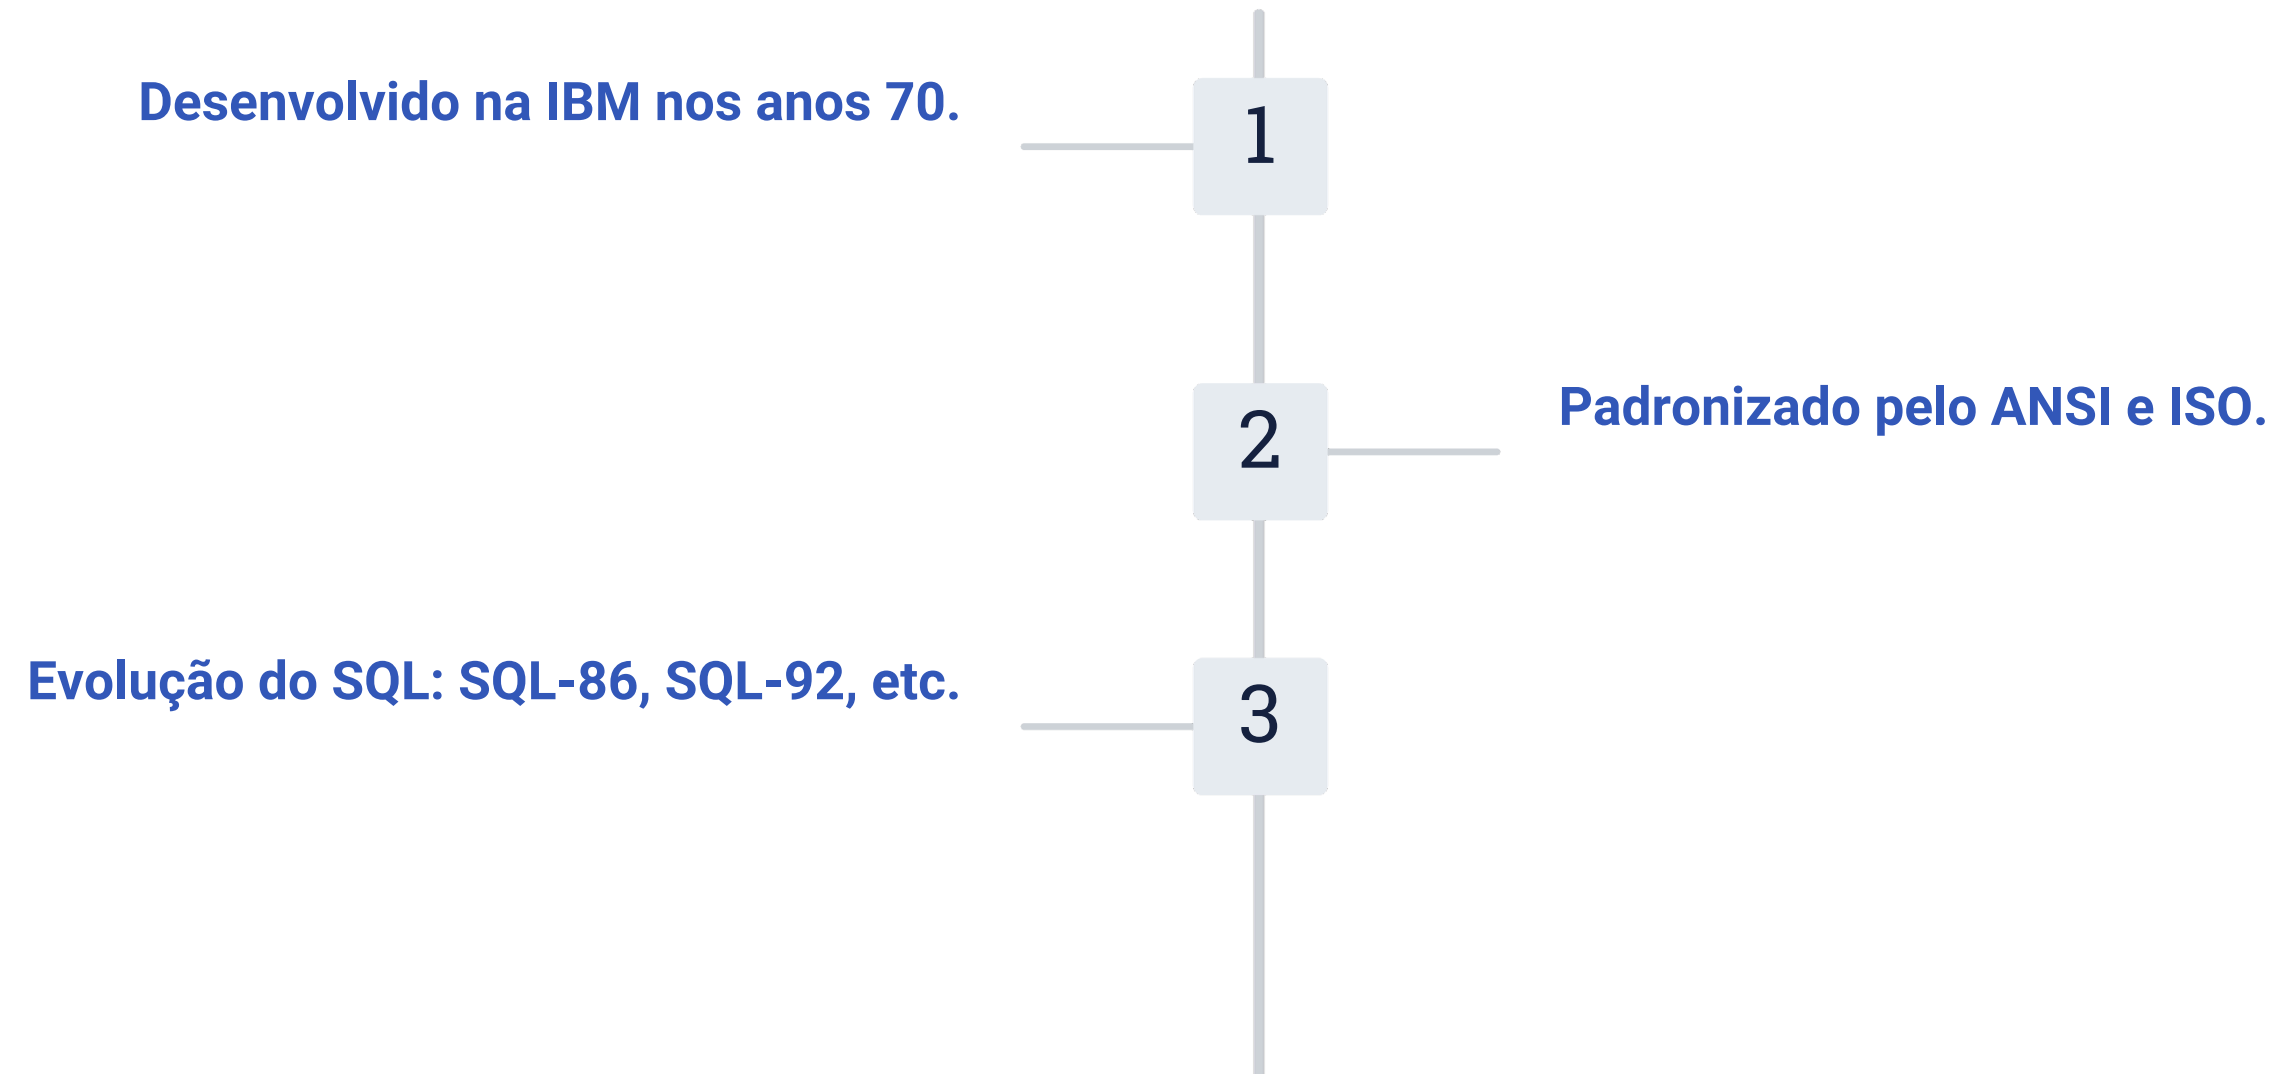 Desenvolvido na IBM nos anos 70.
1
2
Padronizado pelo ANSI e ISO.
Evolução do SQL: SQL-86, SQL-92, etc.
3